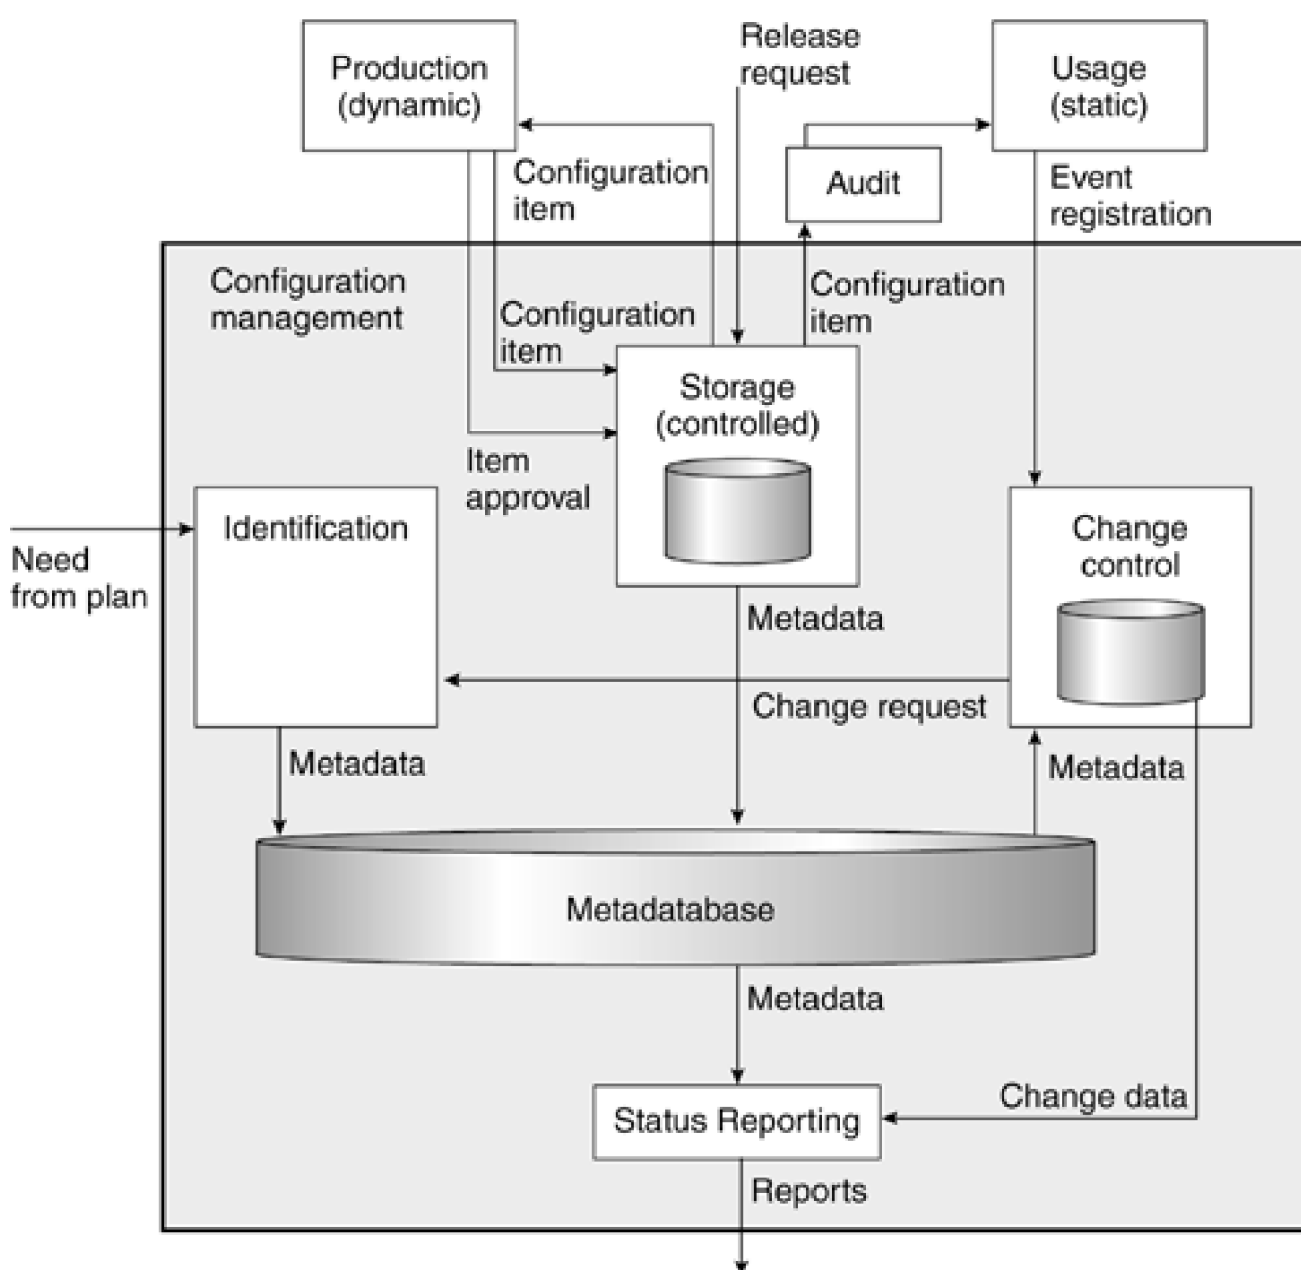 Production
(dynamic)
Release
request
Usage
(static)
Configuration
item
Audit
Event
registration
Configuration
management
Configuration
item
Configuration
item
Storage
(controlled)
Item
approval
Identification
Need
from plan
Change
control
Metadata
Change request
Metadata
Metadata
Metadatabase
Metadata
Change data
Status Reporting
Reports